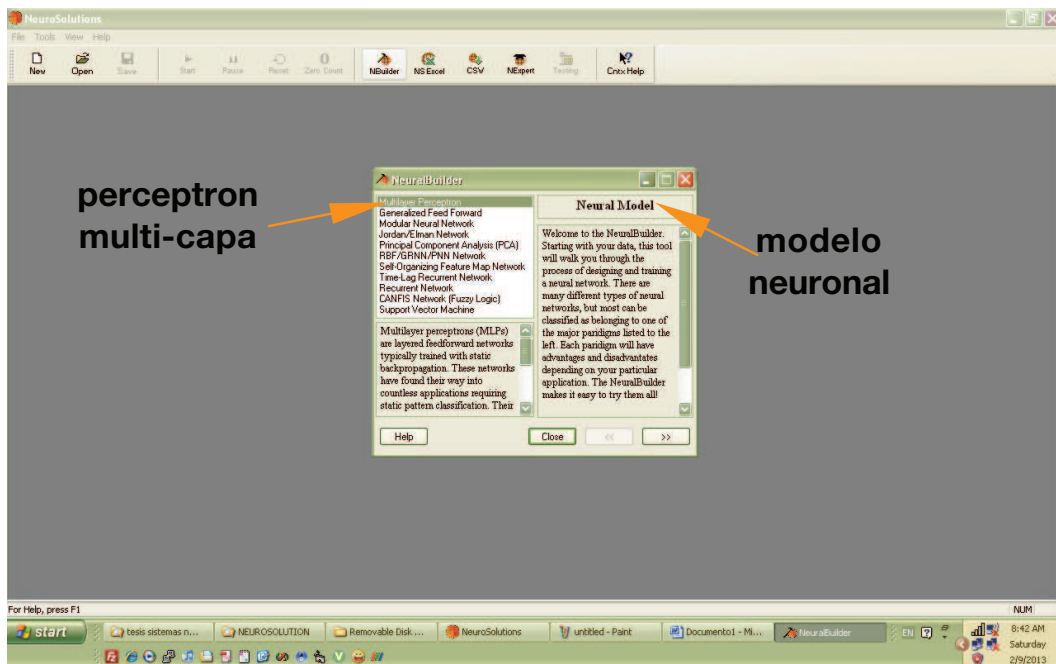 NeuroSolutions
File Tools View Help
New Open Save Start Pause Reset Zero Count NBuilder NS Excel CSV NExpert Testing Cntx Help
perceptron
multi-capa
modelo
neuronal
NeuralBuilder
Multilayer Perceptron
Generalized Feed Forward
Modular Neural Network
Jordan/Elman Network
Principal Component Analysis (PCA)
RBF/GRNN/PNN Network
Self-Organizing Feature Map Network
Time-Lag Recurrent Network
Recurrent Network
CANFIS Network (Fuzzy Logic)
Support Vector Machine
Multilayer perceptrons (MLPs)
are layered feedforward networks
typically trained with static
backpropagation. These networks
have found their way into
countless applications requiring
static pattern classification. Their
Neural Model
Welcome to the NeuralBuilder.
Starting with your data, this tool
will walk you through the
process of designing and training
a neural network. There are
many different types of neural
networks, but most can be
classified as belonging to one of
the major paridigms listed to the
left. Each paridigm will have
advantages and disadvantates
depending on your particular
application. The NeuralBuilder
makes it easy to try them all!
Help Close << >>
For Help, press F1 NUM
start tesis sistemas n... NEUROSOLUTION Removable Disk ... NeuroSolutions untitled - Paint Documento1 - Mi... NeuralBuilder EN 8:42 AM
Saturday
2/9/2013